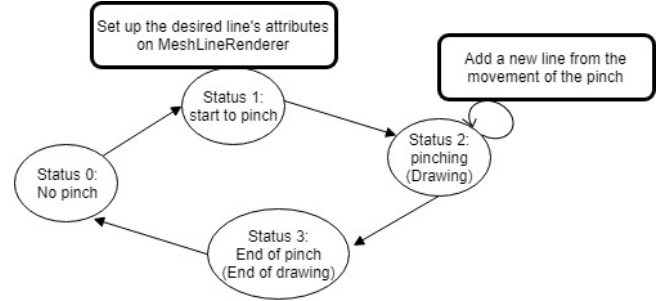 Set up the desired line's attributes
on MeshLineRenderer
Add a new line from the
movement of the pinch
Status 1:
start to pinch
Status 2:
pinching
(Drawing)
Status 0:
No pinch
Status 3:
End of pinch
(End of drawing)